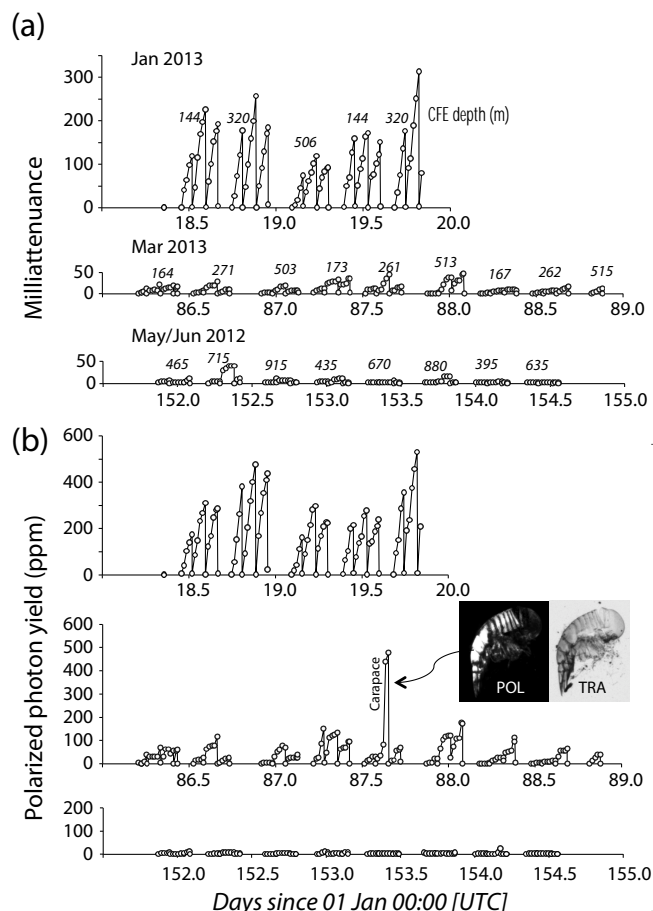 (a)
Jan 2013
300
200
100
0
144
320
506
144
320
CFE depth (m)
18.5 19.0 19.5 20.0
Milliattenuance
Mar 2013
50
0
164 271 503 173 261 513 167 262 515
86.5 87.0 87.5 88.0 88.5 89.0
May/Jun 2012
50
0
465 715 915 435 670 880 395 635
152.0 152.5 153.0 153.5 154.0 154.5 155.0
(b)
600
400
200
0
18.5 19.0 19.5 20.0
Polarized photon yield (ppm)
600
500
400
300
200
100
0
Carapace
POL TRA
86.5 87.0 87.5 88.0 88.5 89.0
200
100
0
152.0 152.5 153.0 153.5 154.0 154.5 155.0
Days since 01 Jan 00:00 [UTC]